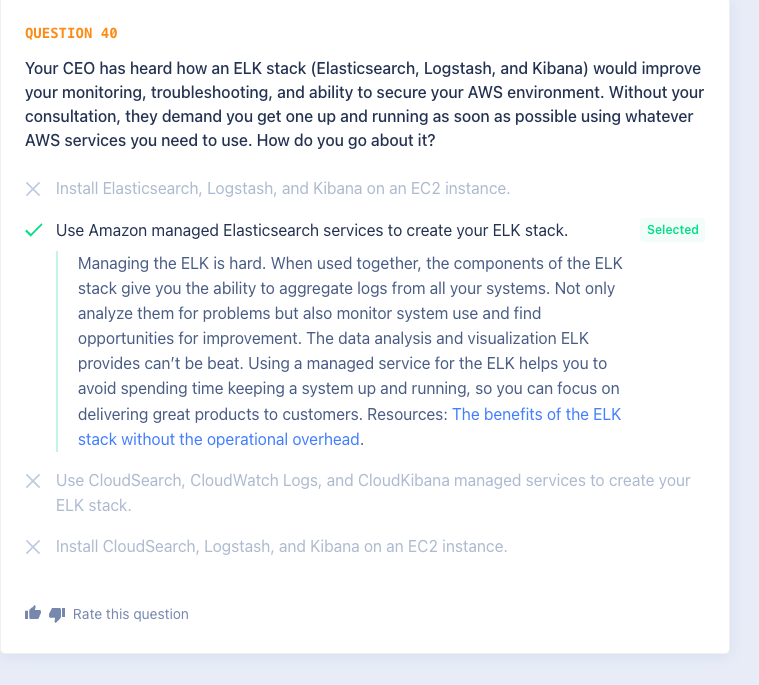 QUESTION 40
Your CEO has heard how an ELK stack (Elasticsearch, Logstash, and Kibana) would improve
your monitoring, troubleshooting, and ability to secure your AWS environment. Without your
consultation, they demand you get one up and running as soon as possible using whatever
AWS services you need to use. How do you go about it?
Install Elasticsearch, Logstash, and Kibana on an EC2 instance.
Use Amazon managed Elasticsearch services to create your ELK stack.
Selected
Managing the ELK is hard. When used together, the components of the ELK
stack give you the ability to aggregate logs from all your systems. Not only
analyze them for problems but also monitor system use and find
opportunities for improvement. The data analysis and visualization ELK
provides can’t be beat. Using a managed service for the ELK helps you to
avoid spending time keeping a system up and running, so you can focus on
delivering great products to customers. Resources: The benefits of the ELK
stack without the operational overhead.
Use CloudSearch, CloudWatch Logs, and CloudKibana managed services to create your
ELK stack.
Install CloudSearch, Logstash, and Kibana on an EC2 instance.
Rate this question